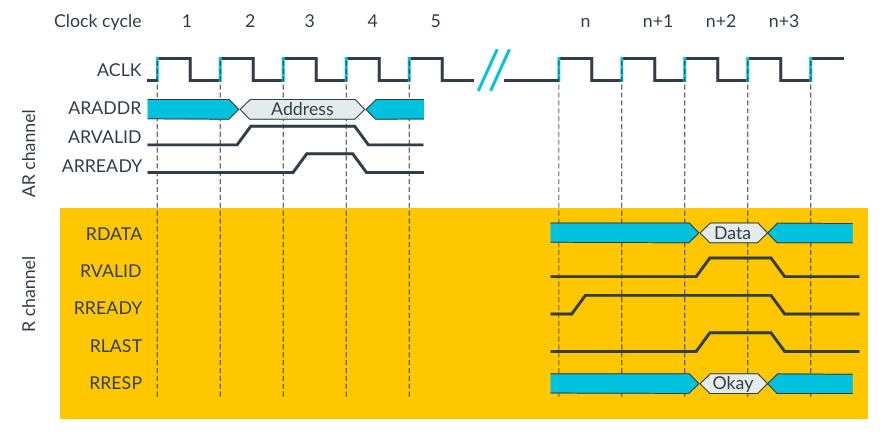 Clock cycle 1 2 3 4 5 n n+1 n+2 n+3
ACLK
AR channel
ARADDR Address
ARVALID
ARREADY
R channel
RDATA Data
RVALID
RREADY
RLAST
RRESP Okay